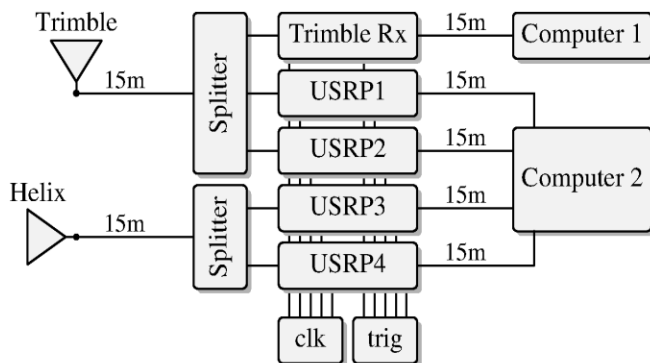 Trimble
15m
Splitter
Trimble Rx
15m
Computer 1
USRP1
15m
USRP2
15m
Computer 2
Helix
15m
Splitter
USRP3
15m
USRP4
15m
clk
trig